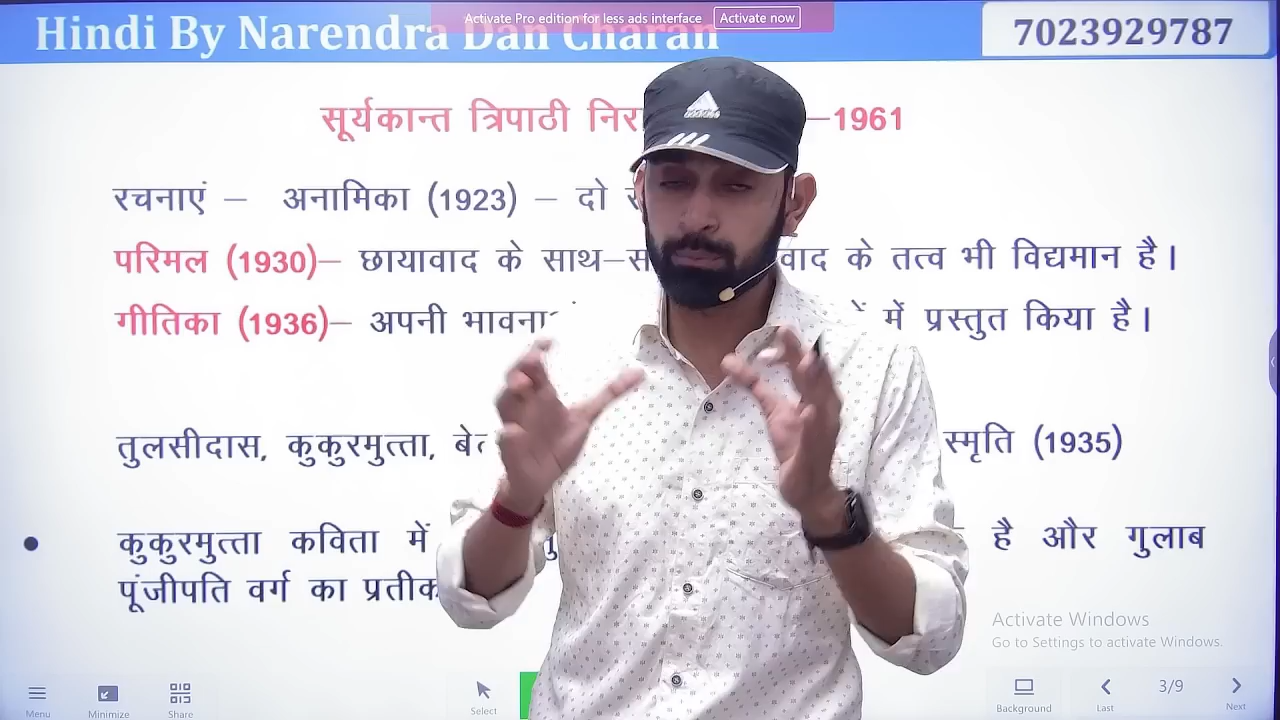 Activate Pro edition for less ads interface Activate now
Hindi By Narendra Dan Charan 7023929787
सूर्यकान्त त्रिपाठी –1961
रचनाएं – अनामिका (1923) – दो
परिमल (1930)– छायावाद के साथ– के तत्व भी विद्यमान है।
गीतिका (1936)– अपनी में प्रस्तुत किया है।
तुलसीदास, कुकुरमुत्ता, स्मृति (1935)
कुकुरमुत्ता कविता में है और गुलाब
पूंजीपति वर्ग का
Activate Windows
Go to Settings to activate Windows.
Menu Minimize Share Select Background Last 3/9 Next